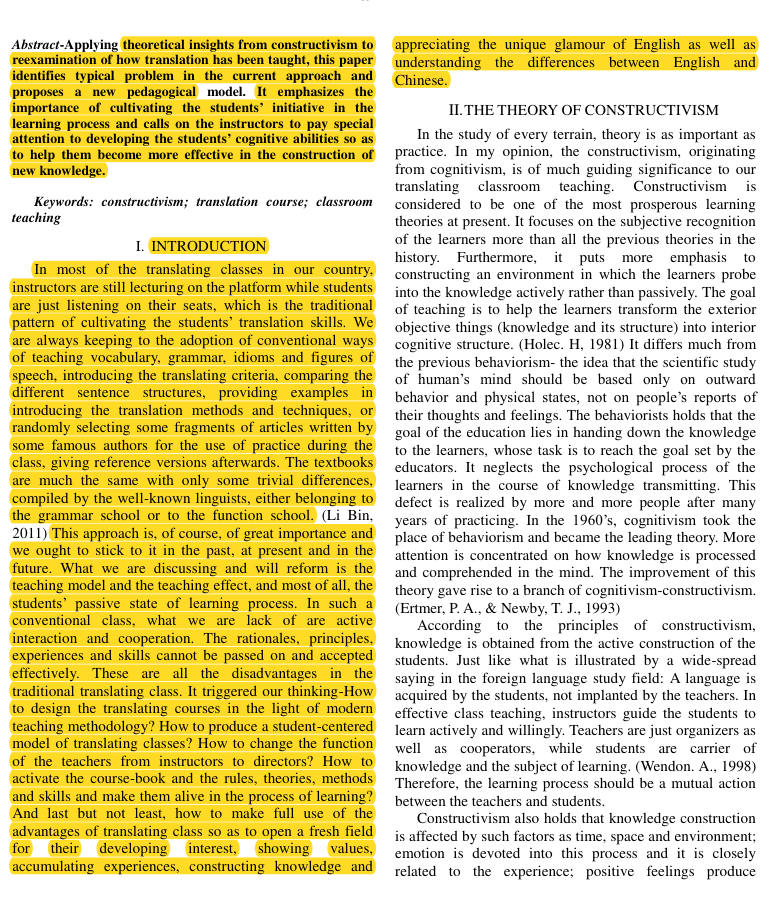 Abstract-Applying theoretical insights from constructivism to
reexamination of how translation has been taught, this paper
identifies typical problem in the current approach and
proposes a new pedagogical model. It emphasizes the
importance of cultivating the students' initiative in the
learning process and calls on the instructors to pay special
attention to developing the students' cognitive abilities so as
to help them become more effective in the construction of
new knowledge.
Keywords: constructivism; translation course; classroom
teaching
I. INTRODUCTION
In most of the translating classes in our country,
instructors are still lecturing on the platform while students
are just listening on their seats, which is the traditional
pattern of cultivating the students' translation skills. We
are always keeping to the adoption of conventional ways
of teaching vocabulary, grammar, idioms and figures of
speech, introducing the translating criteria, comparing the
different sentence structures, providing examples in
introducing the translation methods and techniques, or
randomly selecting some fragments of articles written by
some famous authors for the use of practice during the
class, giving reference versions afterwards. The textbooks
are much the same with only some trivial differences,
compiled by the well-known linguists, either belonging to
the grammar school or to the function school. (Li Bin,
2011) This approach is, of course, of great importance and
we ought to stick to it in the past, at present and in the
future. What we are discussing and will reform is the
teaching model and the teaching effect, and most of all, the
students' passive state of learning process. In such a
conventional class, what we are lack of are active
interaction and cooperation. The rationales, principles,
experiences and skills cannot be passed on and accepted
effectively. These are all the disadvantages in the
traditional translating class. It triggered our thinking-How
to design the translating courses in the light of modern
teaching methodology? How to produce a student-centered
model of translating classes? How to change the function
of the teachers from instructors to directors? How to
activate the course-book and the rules, theories, methods
and skills and make them alive in the process of learning?
And last but not least, how to make full use of the
advantages of translating class so as to open a fresh field
for their developing interest, showing values,
accumulating experiences, constructing knowledge and
appreciating the unique glamour of English as well as
understanding the differences between English and
Chinese.
II. THE THEORY OF CONSTRUCTIVISM
In the study of every terrain, theory is as important as
practice. In my opinion, the constructivism, originating
from cognitivism, is of much guiding significance to our
translating classroom teaching. Constructivism is
considered to be one of the most prosperous learning
theories at present. It focuses on the subjective recognition
of the learners more than all the previous theories in the
history. Furthermore, it puts more emphasis to
constructing an environment in which the learners probe
into the knowledge actively rather than passively. The goal
of teaching is to help the learners transform the exterior
objective things (knowledge and its structure) into interior
cognitive structure. (Holec. H, 1981) It differs much from
the previous behaviorism- the idea that the scientific study
of human's mind should be based only on outward
behavior and physical states, not on people's reports of
their thoughts and feelings. The behaviorists holds that the
goal of the education lies in handing down the knowledge
to the learners, whose task is to reach the goal set by the
educators. It neglects the psychological process of the
learners in the course of knowledge transmitting. This
defect is realized by more and more people after many
years of practicing. In the 1960's, cognitivism took the
place of behaviorism and became the leading theory. More
attention is concentrated on how knowledge is processed
and comprehended in the mind. The improvement of this
theory gave rise to a branch of cognitivism-constructivism.
(Ertmer, P. A., & Newby, T. J., 1993)
According to the principles of constructivism,
knowledge is obtained from the active construction of the
students. Just like what is illustrated by a wide-spread
saying in the foreign language study field: A language is
acquired by the students, not implanted by the teachers. In
effective class teaching, instructors guide the students to
learn actively and willingly. Teachers are just organizers as
well as cooperators, while students are carrier of
knowledge and the subject of learning. (Wendon. A., 1998)
Therefore, the learning process should be a mutual action
between the teachers and students.
Constructivism also holds that knowledge construction
is affected by such factors as time, space and environment;
emotion is devoted into this process and it is closely
related to the experience; positive feelings produce